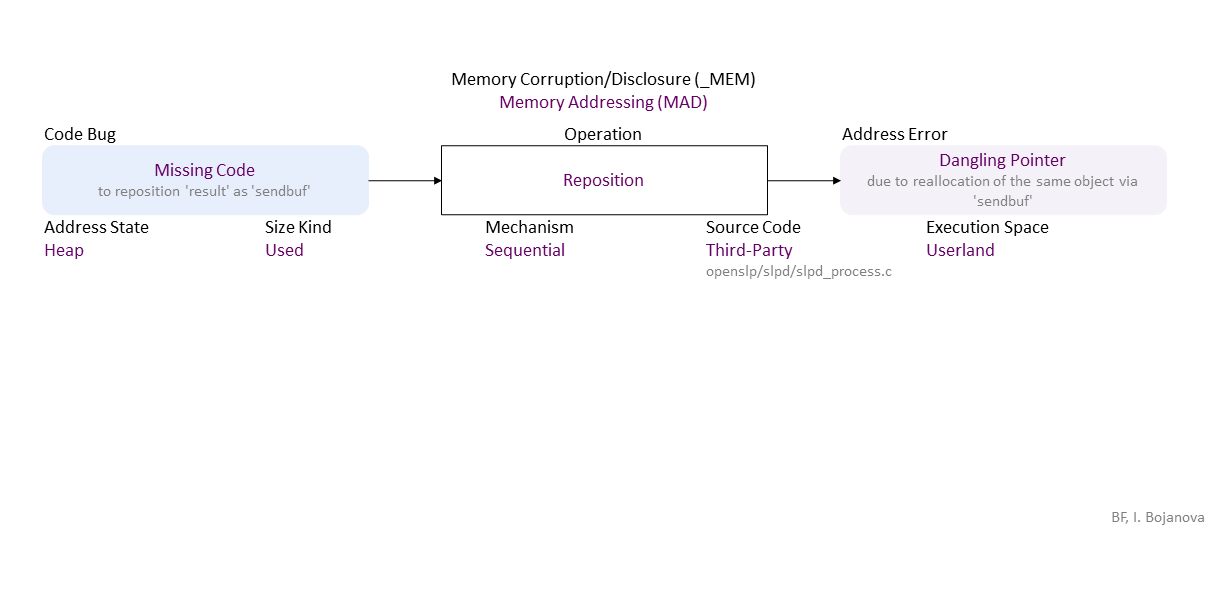 Memory Corruption/Disclosure (_MEM)
Memory Addressing (MAD)
Code Bug
Operation
Address Error
Missing Code
to reposition 'result' as 'sendbuf'
Reposition
Dangling Pointer
due to reallocation of the same object via
'sendbuf'
Address State
Size Kind
Mechanism
Source Code
Execution Space
Heap
Used
Sequential
Third-Party
Userland
openslp/slpd/slpd_process.c
BF, I. Bojanova